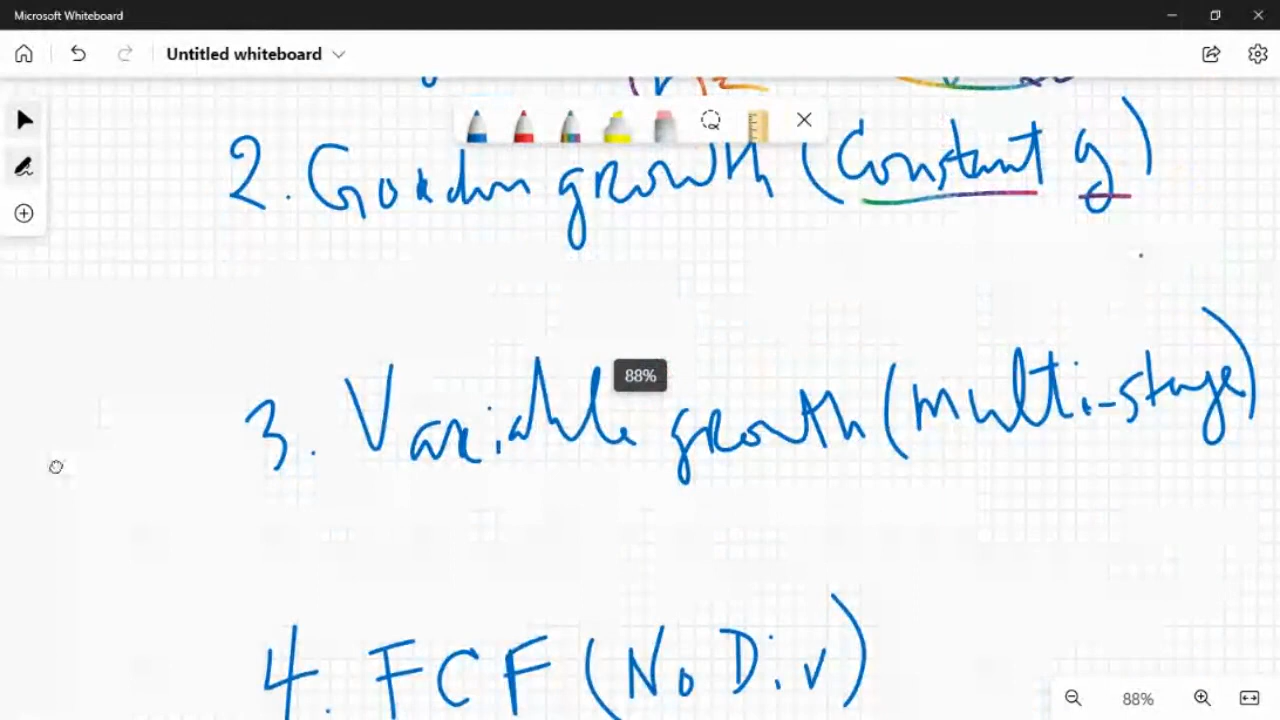 Microsoft Whiteboard
Untitled whiteboard
2. Gordon growth (Constant g)
88%
3. Variable growth (multi-stage)
4. FCF (No Div)
88%